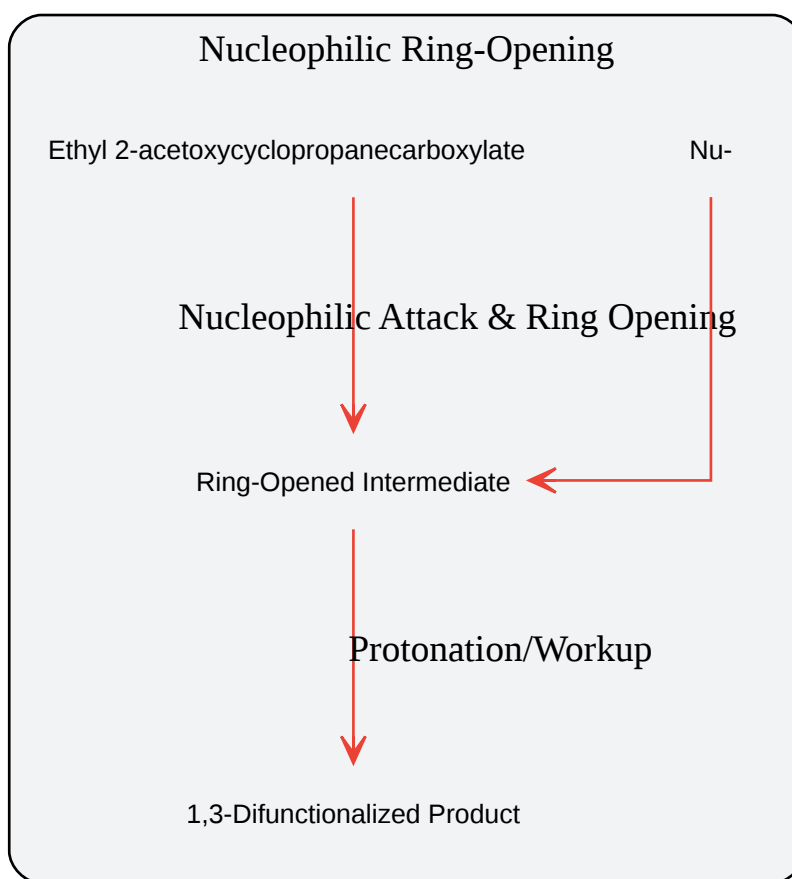 Nucleophilic Ring-Opening
Ethyl 2-acetoxycyclopropanecarboxylate
Nu-
Nucleophilic Attack & Ring Opening
Ring-Opened Intermediate
Protonation/Workup
1,3-Difunctionalized Product